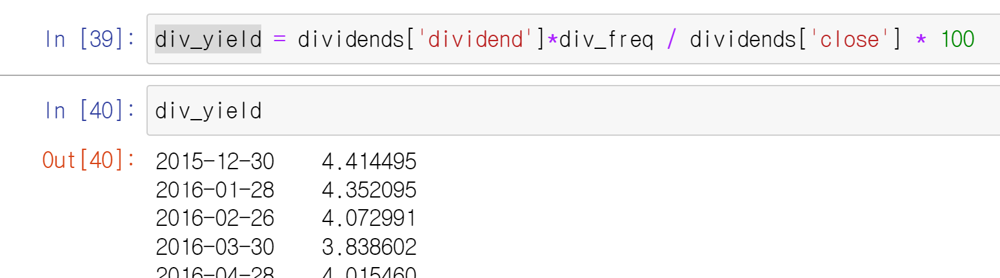 In [39]: div_yield = dividends['dividend']*div_freq / dividends['close'] * 100
In [40]: div_yield
Out[40]: 2015-12-30 4.414495
2016-01-28 4.352095
2016-02-26 4.072991
2016-03-30 3.838602
2016-04-28 4.015460